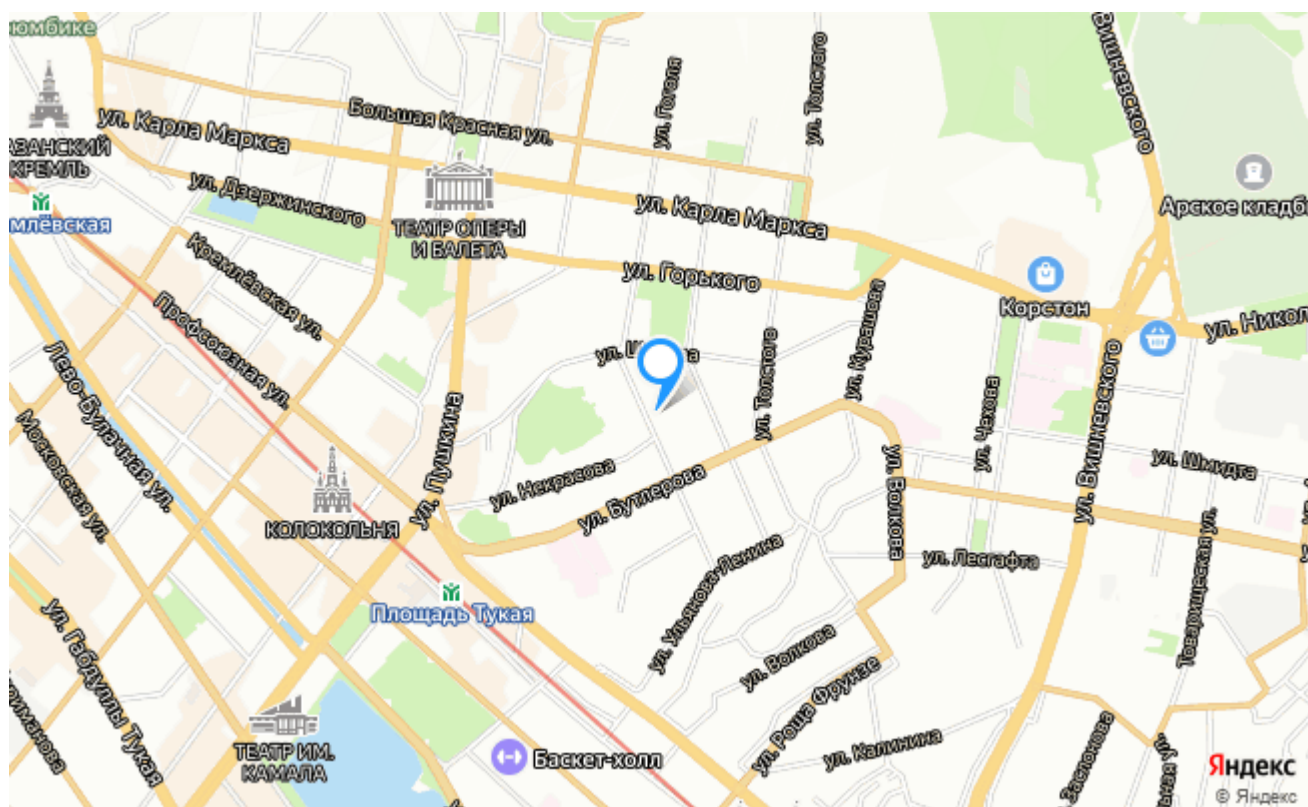 юмбике
АЗАНСКИЙ
КРЕМЛЬ
мёвская
ул. Карла Маркса
Большая Красная ул.
ул. Гоголя
ул. Толстого
Вишневского
Арское кладб
ул. Дзержинского
ТЕАТР ОПЕРЫ
И БАЛЕТА
ул. Карла Маркса
ул. Горького
Корстон
ул. Никол
Кремлёвская ул.
Профсоюзная ул.
Лево-Булачная ул.
Московская ул.
ул. Пушкина
ул. Толстого
ул. Курашова
ул. Чехова
ул. Вишневского
ул. Шмидта
КОЛОКОЛЬНЯ
ул. Некрасова
ул. Бутлерова
ул. Волкова
ул. Лесгафта
Товарищеская ул.
Площадь Тукая
ул. Ульянова-Ленина
ул. Волкова
ул. Роща Фрунзе
ул. Калинина
ул. Габдуллы Тукая
риманова
ТЕАТР ИМ.
КАМАЛА
Баскет-холл
Заслонова
Яндекс
© Яндекс